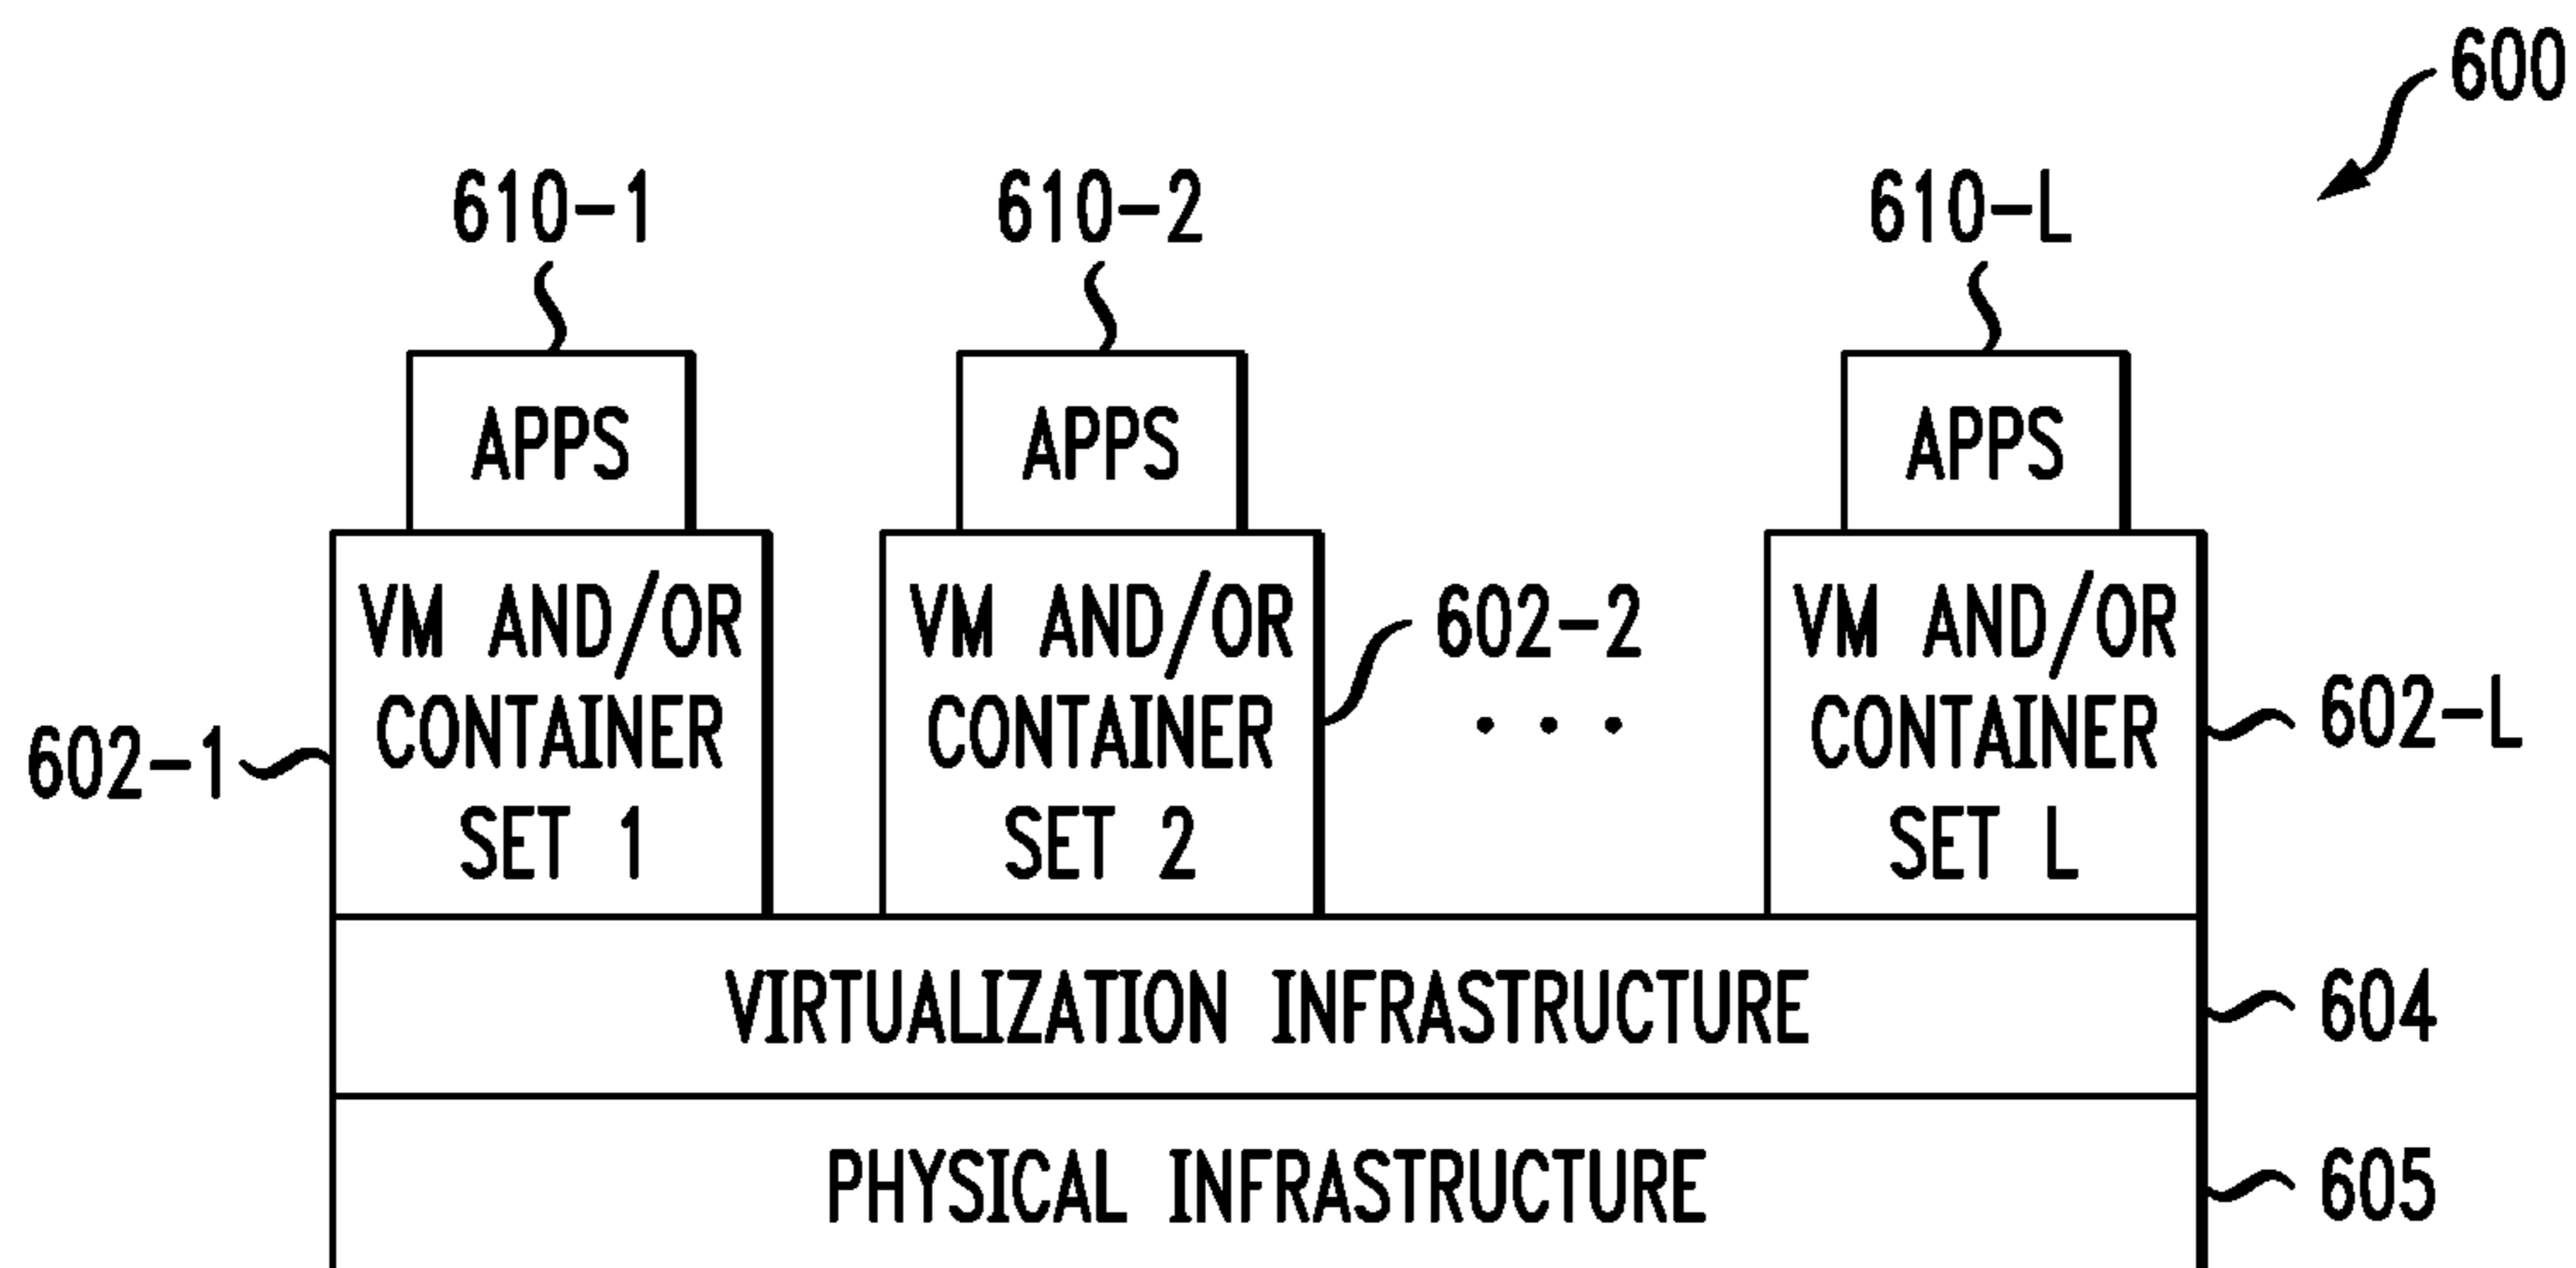 600
610-1
610-2
610-L
APPS
APPS
APPS
VM AND/OR
CONTAINER
SET 1
VM AND/OR
CONTAINER
SET 2
VM AND/OR
CONTAINER
SET L
602-1
602-2
. . .
602-L
VIRTUALIZATION INFRASTRUCTURE
604
PHYSICAL INFRASTRUCTURE
605